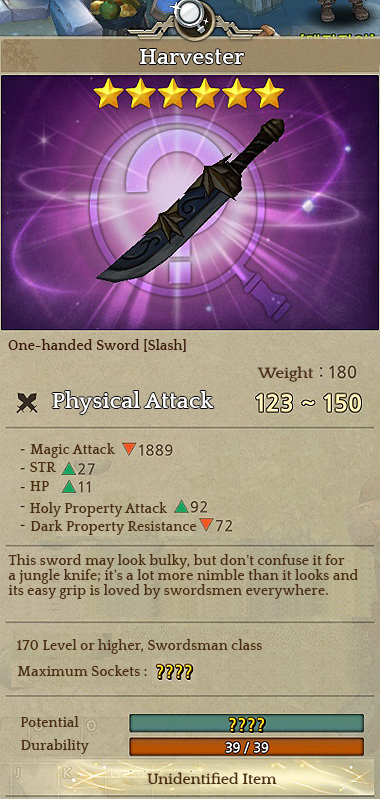 Harvester
One-handed Sword [Slash]
Weight : 180
Physical Attack 123 ~ 150
- Magic Attack ▼1889
- STR ▲27
- HP ▲11
- Holy Property Attack ▲92
- Dark Property Resistance ▼72
This sword may look bulky, but don't confuse it for
a jungle knife; it's a lot more nimble than it looks and
its easy grip is loved by swordsmen everywhere.
170 Level or higher, Swordsman class
Maximum Sockets : ????
Potential ????
Durability 39 / 39
Unidentified Item